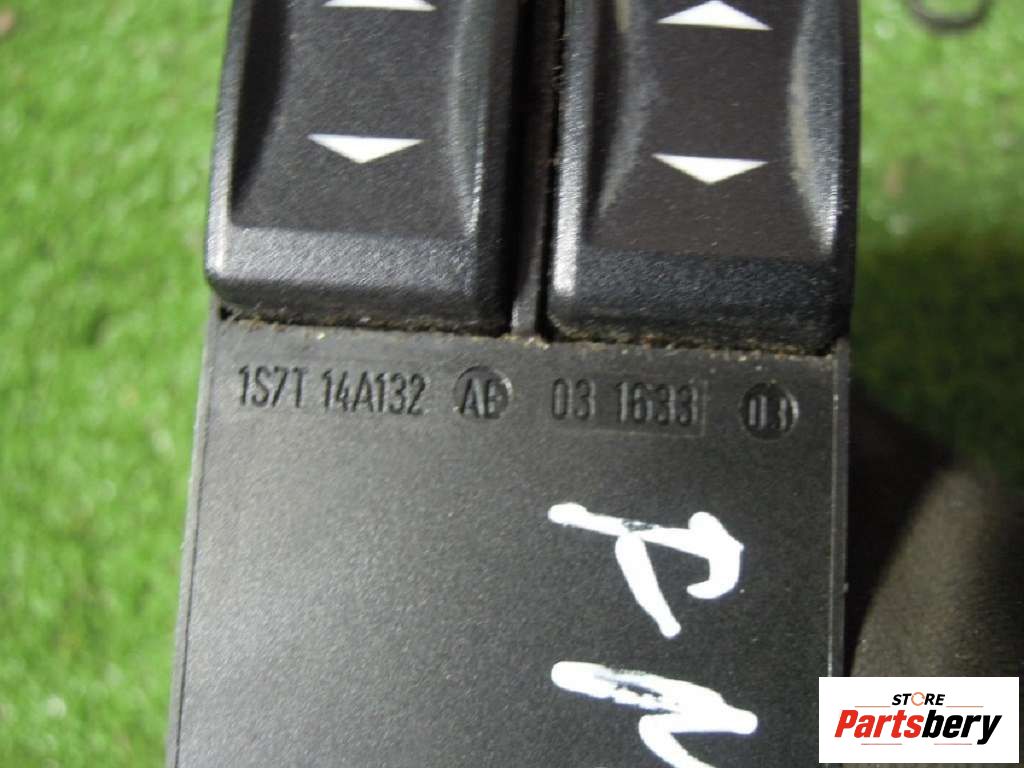 1S7T 14A132 AE 03 1633 03
STORE
Partsbery